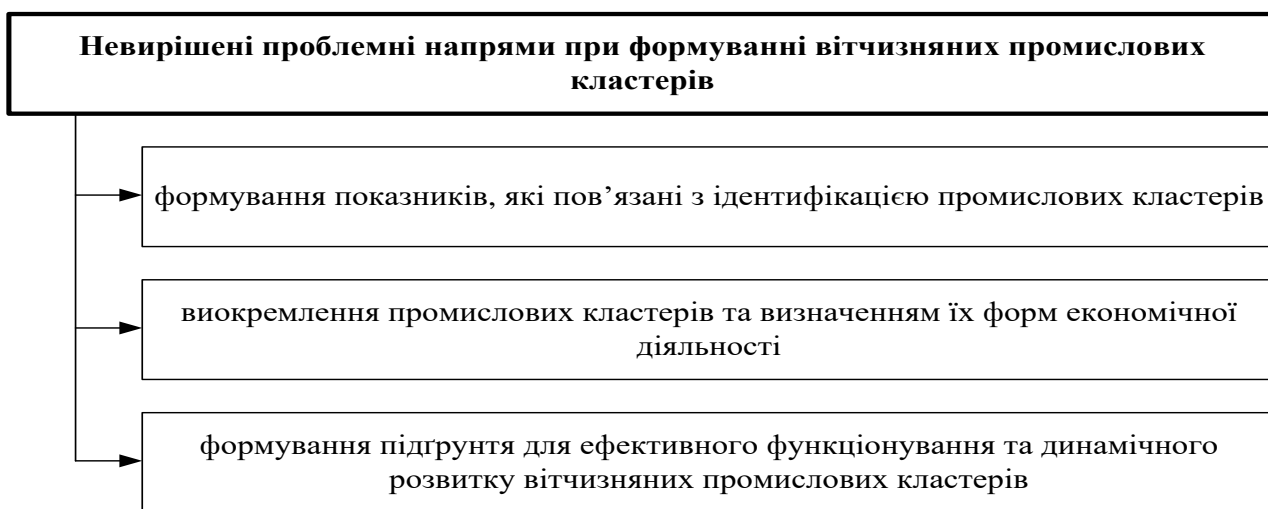 Невирішені проблемні напрями при формуванні вітчизняних промислових
кластерів
формування показників, які пов’язані з ідентифікацією промислових кластерів
виокремлення промислових кластерів та визначенням їх форм економічної
діяльності
формування підґрунтя для ефективного функціонування та динамічного
розвитку вітчизняних промислових кластерів